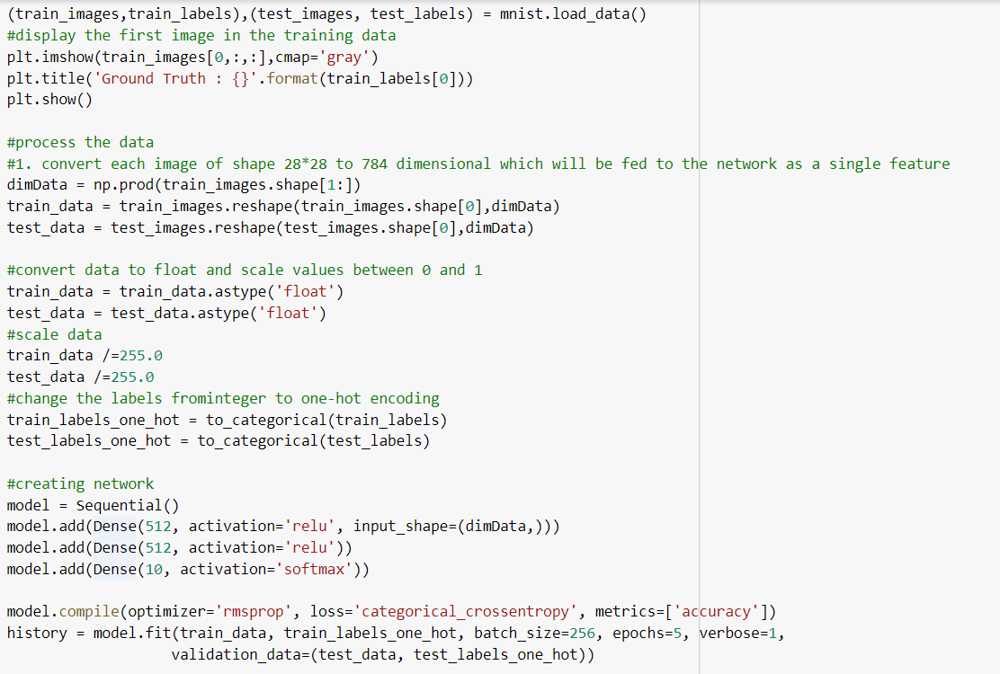 (train_images,train_labels),(test_images, test_labels) = mnist.load_data()
#display the first image in the training data
plt.imshow(train_images[0,:,:],cmap='gray')
plt.title('Ground Truth : {}'.format(train_labels[0]))
plt.show()

#process the data
#1. convert each image of shape 28*28 to 784 dimensional which will be fed to the network as a single feature
dimData = np.prod(train_images.shape[1:])
train_data = train_images.reshape(train_images.shape[0],dimData)
test_data = test_images.reshape(test_images.shape[0],dimData)

#convert data to float and scale values between 0 and 1
train_data = train_data.astype('float')
test_data = test_data.astype('float')
#scale data
train_data /=255.0
test_data /=255.0
#change the labels frominteger to one-hot encoding
train_labels_one_hot = to_categorical(train_labels)
test_labels_one_hot = to_categorical(test_labels)

#creating network
model = Sequential()
model.add(Dense(512, activation='relu', input_shape=(dimData,)))
model.add(Dense(512, activation='relu'))
model.add(Dense(10, activation='softmax'))

model.compile(optimizer='rmsprop', loss='categorical_crossentropy', metrics=['accuracy'])
history = model.fit(train_data, train_labels_one_hot, batch_size=256, epochs=5, verbose=1,
                   validation_data=(test_data, test_labels_one_hot))